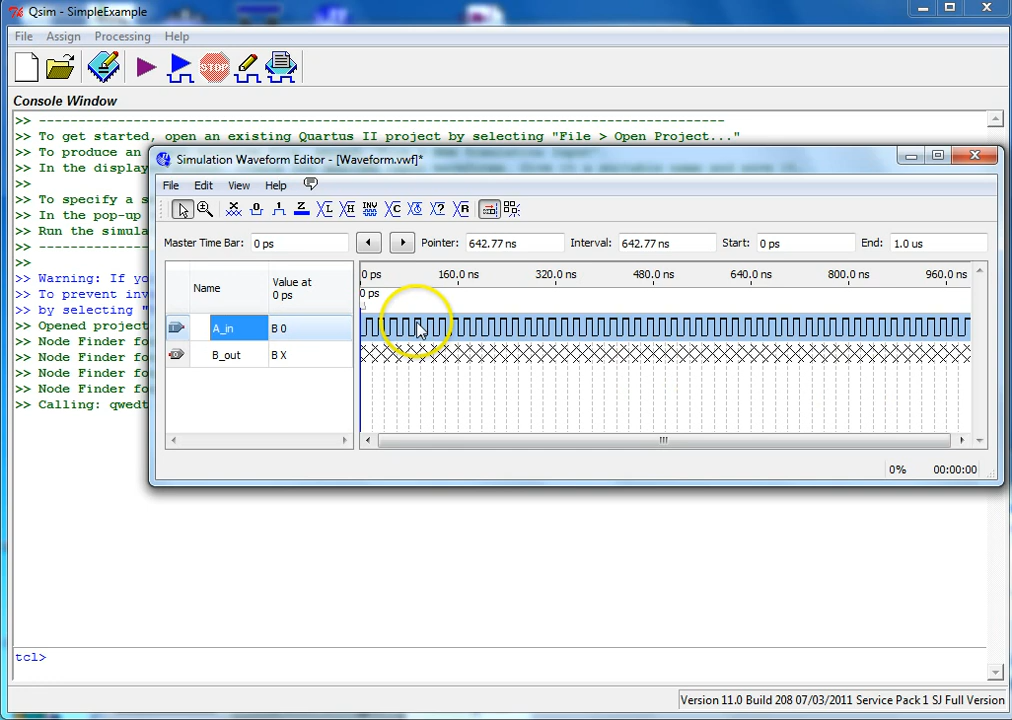 Qsim - SimpleExample
File Assign Processing Help
STOP
Console Window
>> -----------------------------------------------------------------------------------
>> To get started, open an existing Quartus II project by selecting "File > Open Project..."
>> To produce an
>> In the display
>>
>> To specify a s
>> In the pop-up
>> Run the simula
>> --------------
>>
>> Warning: If yo
>> To prevent inv
>> by selecting "
>> Opened project
>> Node Finder fo
>> Node Finder fo
>> Node Finder fo
>> Node Finder fo
>> Calling: qwedt
Simulation Waveform Editor - [Waveform.vwf]*
File Edit View Help
Master Time Bar: 0 ps Pointer: 642.77 ns Interval: 642.77 ns Start: 0 ps End: 1.0 us
Name Value at 0 ps
0 ps 160.0 ns 320.0 ns 480.0 ns 640.0 ns 800.0 ns 960.0 ns
0 ps
A_in B 0
B_out B X
0% 00:00:00
tcl>
Version 11.0 Build 208 07/03/2011 Service Pack 1 SJ Full Version